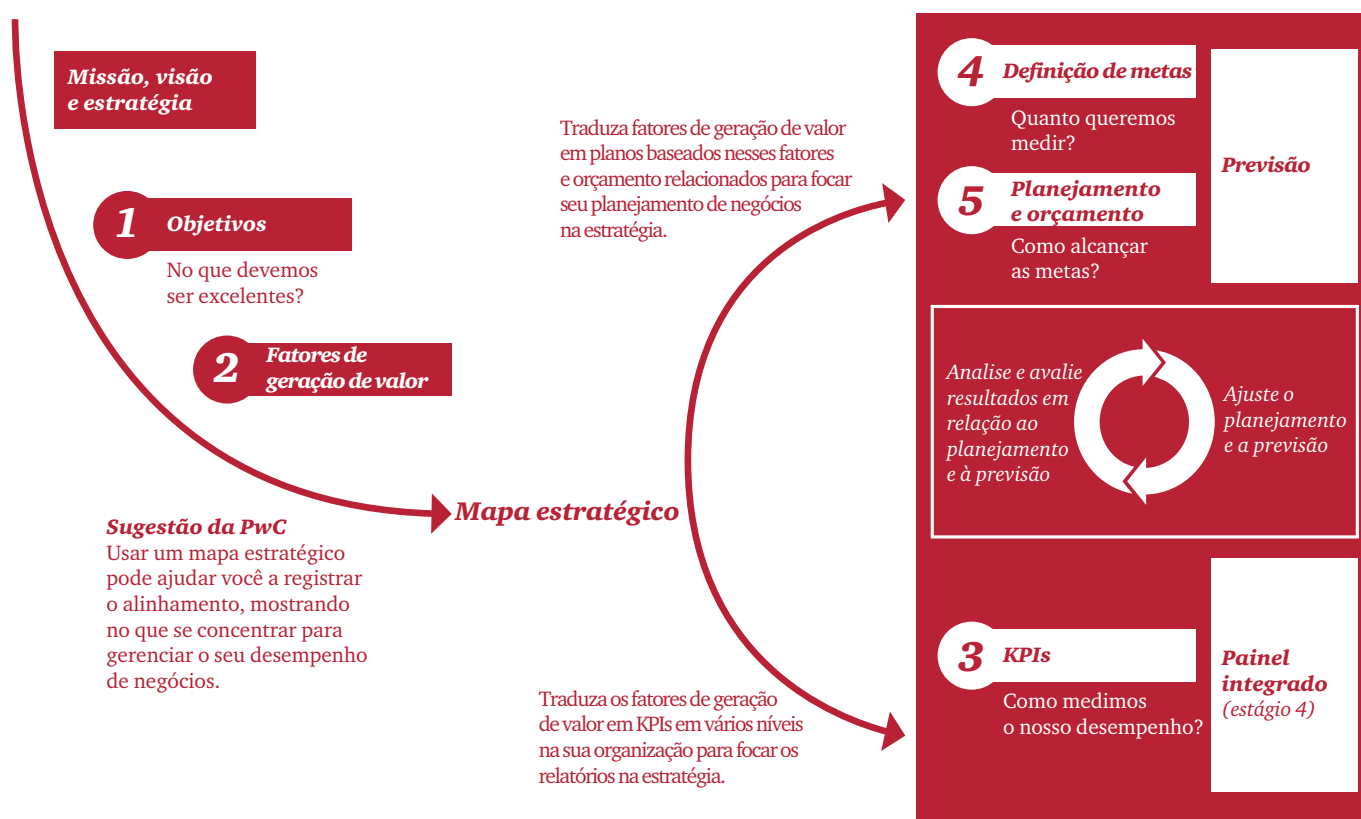 Missão, visão
e estratégia
1
Objetivos
No que devemos
ser excelentes?
2
Fatores de
geração de valor
Sugestão da PwC
Usar um mapa estratégico
pode ajudar você a registrar
o alinhamento, mostrando
no que se concentrar para
gerenciar o seu desempenho
de negócios.
Mapa estratégico
Traduza fatores de geração de valor
em planos baseados nesses fatores
e orçamento relacionados para focar
seu planejamento de negócios
na estratégia.
Traduza os fatores de geração
de valor em KPIs em vários níveis
na sua organização para focar os
relatórios na estratégia.
4
Definição de metas
Quanto queremos
medir?
5
Planejamento
e orçamento
Como alcançar
as metas?
Previsão
Analise e avalie
resultados em
relação ao
planejamento
e à previsão
Ajuste o
planejamento
e a previsão
3
KPIs
Como medimos
o nosso desempenho?
Painel
integrado
(estágio 4)